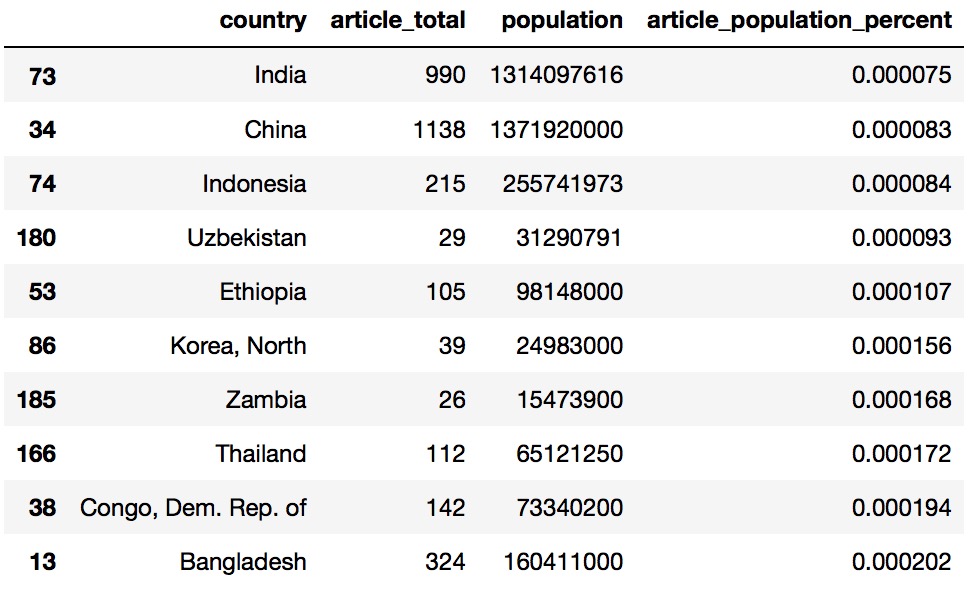 country article_total population article_population_percent
73 India 990 1314097616 0.000075
34 China 1138 1371920000 0.000083
74 Indonesia 215 255741973 0.000084
180 Uzbekistan 29 31290791 0.000093
53 Ethiopia 105 98148000 0.000107
86 Korea, North 39 24983000 0.000156
185 Zambia 26 15473900 0.000168
166 Thailand 112 65121250 0.000172
38 Congo, Dem. Rep. of 142 73340200 0.000194
13 Bangladesh 324 160411000 0.000202